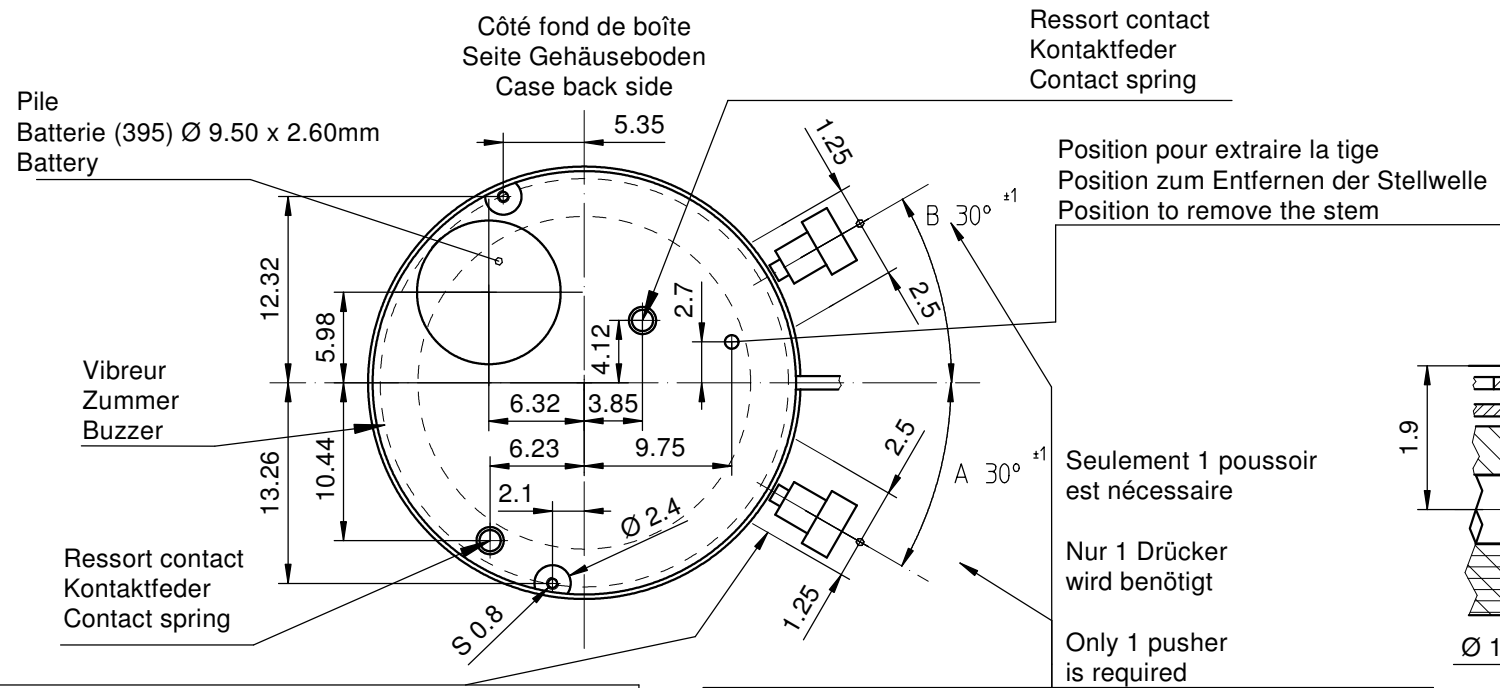 Côté fond de boîte
Seite Gehäuseboden
Case back side
Ressort contact
Kontaktfeder
Contact spring
Pile
Batterie (395) Ø 9.50 x 2.60mm
Battery
5.35
1.25
Position pour extraire la tige
Position zum Entfernen der Stellwelle
Position to remove the stem
B 30° ±1
12.32
5.98
2.7
2.5
4.12
Vibreur
Zummer
Buzzer
6.32
3.85
6.23
9.75
2.5
1.9
13.26
10.44
A 30° ±1
Seulement 1 poussoir
est nécessaire
2.1
Ø 2.4
Nur 1 Drücker
wird benötigt
Ressort contact
Kontaktfeder
Contact spring
S 0.8
1.25
Only 1 pusher
is required
Ø 1